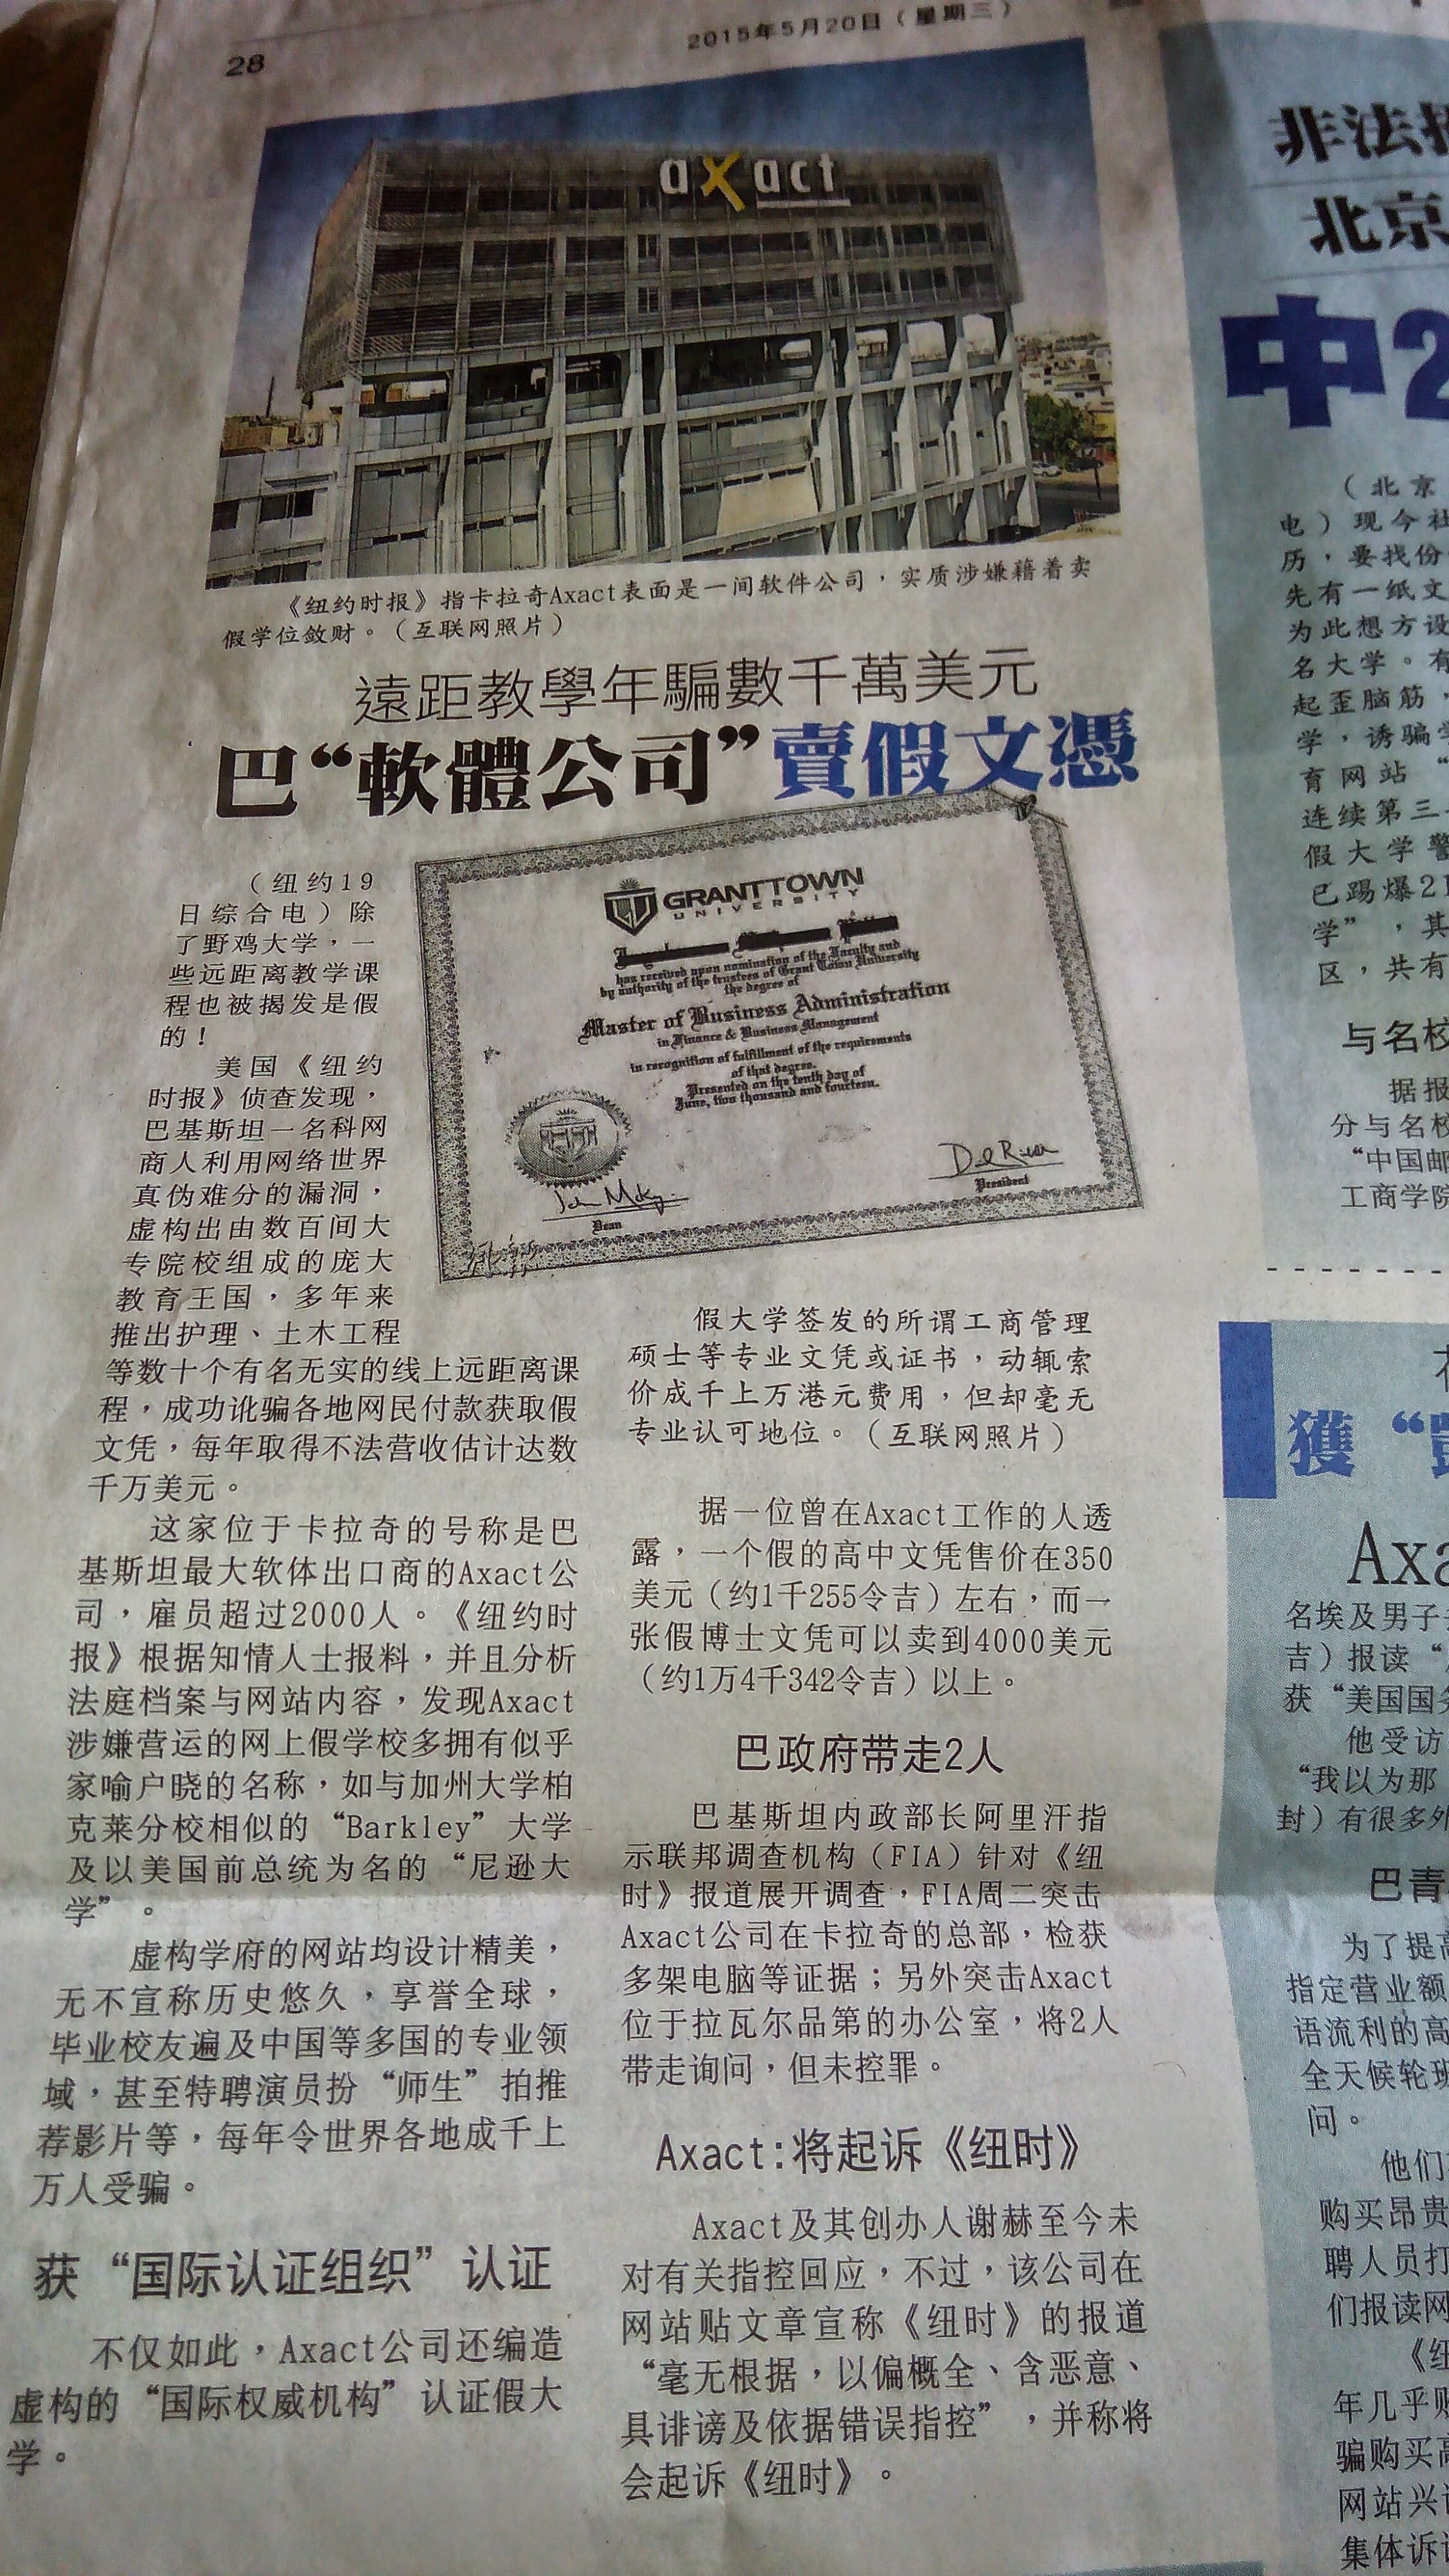 28
2015年5月20日（星期三）
axact
《纽约时报》指卡拉奇Axact表面是一间软件公司，实质涉嫌藉着卖
假学位敛财。（互联网照片）
遠距教學年騙數千萬美元
巴“軟體公司”賣假文憑
（纽约19
日综合电）除
了野鸡大学，一
些远距离教学课
程也被揭发是假
的！
美国《纽约
时报》侦查发现，
巴基斯坦一名科网
商人利用网络世界
真伪难分的漏洞，
虚构出由数百间大
专院校组成的庞大
教育王国，多年来
推出护理、土木工程
等数十个有名无实的线上远距离课
程，成功讹骗各地网民付款获取假
文凭，每年取得不法营收估计达数
千万美元。
这家位于卡拉奇的号称是巴
基斯坦最大软体出口商的Axact公
司，雇员超过2000人。《纽约时
报》根据知情人士报料，并且分析
法庭档案与网站内容，发现Axact
涉嫌营运的网上假学校多拥有似乎
家喻户晓的名称，如与加州大学柏
克莱分校相似的“Barkley”大学
及以美国前总统为名的“尼逊大
学”。
虚构学府的网站均设计精美，
无不宣称历史悠久，享誉全球，
毕业校友遍及中国等多国的专业领
域，甚至特聘演员扮“师生”拍推
荐影片等，每年令世界各地成千上
万人受骗。
获“国际认证组织”认证
不仅如此，Axact公司还编造
虚构的“国际权威机构”认证假大
学。
GRANTTOWN
UNIVERSITY
has received upon nomination of the Faculty and
by authority of the trustees of Grant Town University
the degree of
Master of Business Administration
in Finance & Business Management
in recognition of fulfillment of the requirements
of that degree.
Presented on the tenth day of
June, two thousand and fourteen.
Dean
President
假大学签发的所谓工商管理
硕士等专业文凭或证书，动辄索
价成千上万港元费用，但却毫无
专业认可地位。（互联网照片）
据一位曾在Axact工作的人透
露，一个假的高中文凭售价在350
美元（约1千255令吉）左右，而一
张假博士文凭可以卖到4000美元
（约1万4千342令吉）以上。
巴政府带走2人
巴基斯坦内政部长阿里汗指
示联邦调查机构（FIA）针对《纽
时》报道展开调查，FIA周二突击
Axact公司在卡拉奇的总部，检获
多架电脑等证据；另外突击Axact
位于拉瓦尔品第的办公室，将2人
带走询问，但未控罪。
Axact:将起诉《纽时》
Axact及其创办人谢赫至今未
对有关指控回应，不过，该公司在
网站贴文章宣称《纽时》的报道
“毫无根据，以偏概全、含恶意、
具诽谤及依据错误指控”，并称将
会起诉《纽时》。
非法
北京
中2
（北京
电）现今社
历，要找份
先有一纸文
为此想方设
名大学。有
起歪脑筋，
学，诱骗学
育网站“
连续第三
假大学警
已踢爆21
学”，其
区，共有
与名校
据报
分与名校
“中国邮
工商学院
獲“
Axa
名埃及男子
吉）报读“
获“美国国务
他受访
“我以为那
封）有很多外
巴青
为了提高
指定营业额
语流利的高
全天候轮班
问。
他们
购买昂贵
聘人员打
们报读网
《纽
年几乎
骗购买高
网站兴
集体诉